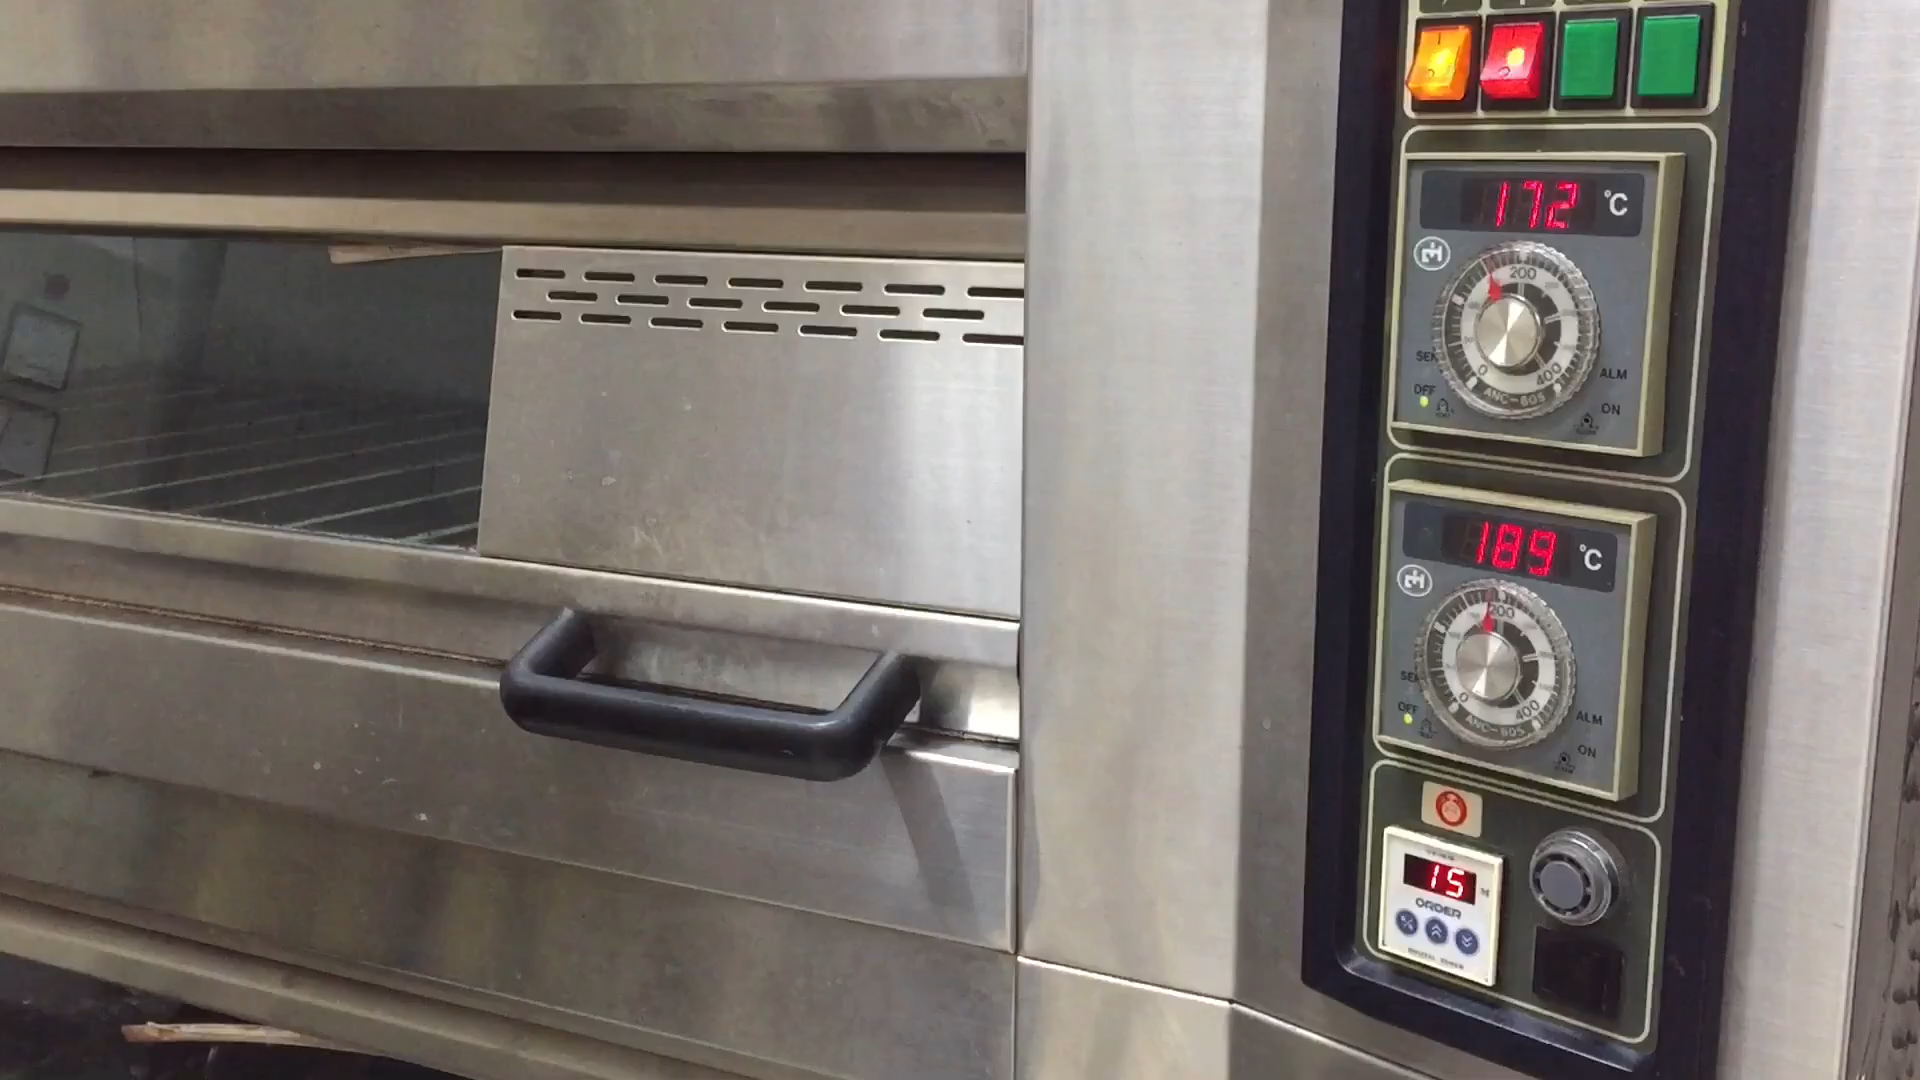 172 °C
200
0
400
ANC-605
OFF
ALM
ON
189 °C
200
0
400
ANC-605
OFF
ALM
ON
15
ORDER